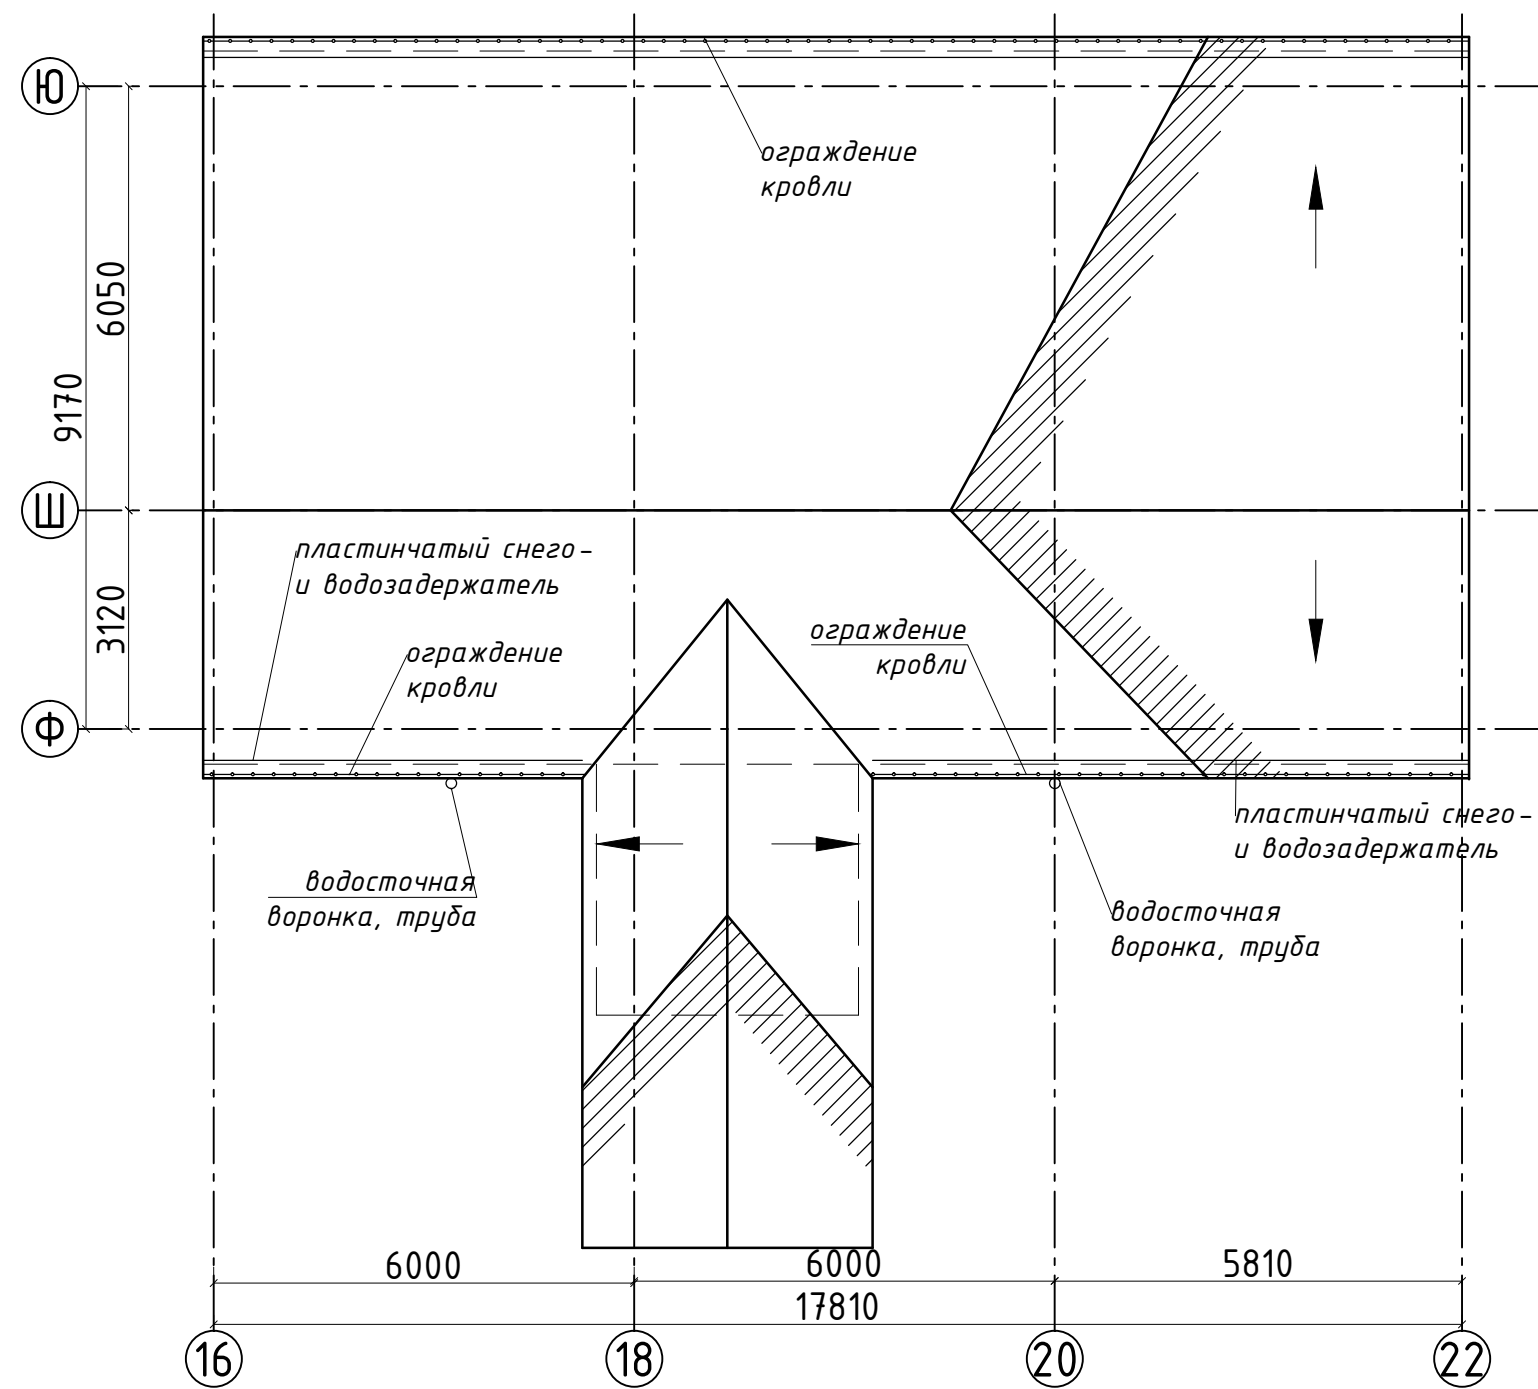 Ю
ограждение
кровли
6050
9170
Ш
пластинчатый снего-
и водозадержатель
3120
ограждение
кровли
ограждение
кровли
Ф
пластинчатый снего-
и водозадержатель
водосточная
воронка, труба
водосточная
воронка, труба
6000
6000
5810
17810
16
18
20
22